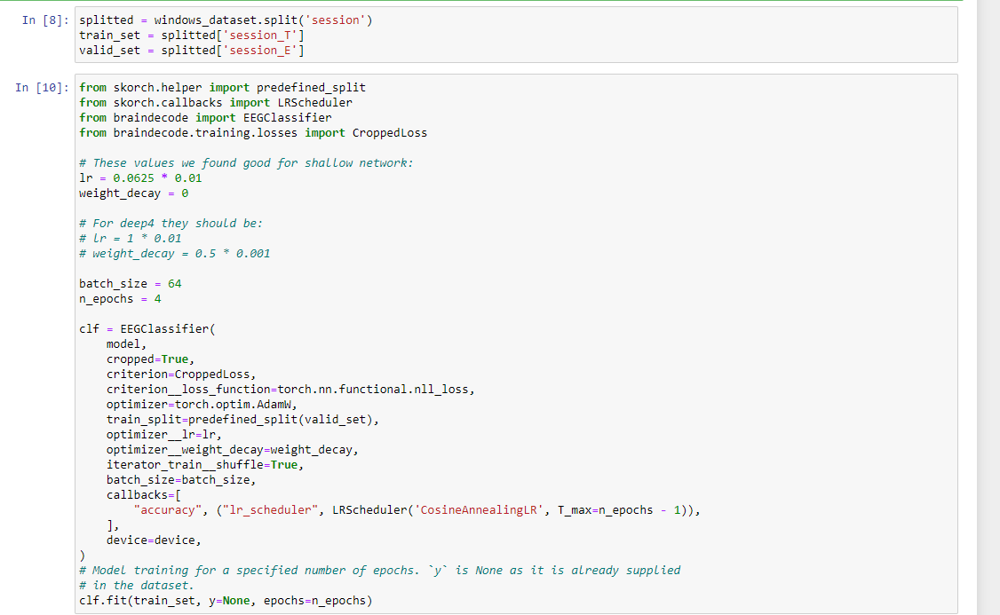 In [8]: splitted = windows_dataset.split('session')
train_set = splitted['session_T']
valid_set = splitted['session_E']
In [10]: from skorch.helper import predefined_split
from skorch.callbacks import LRScheduler
from braindecode import EEGClassifier
from braindecode.training.losses import CroppedLoss
# These values we found good for shallow network:
lr = 0.0625 * 0.01
weight_decay = 0
# For deep4 they should be:
# lr = 1 * 0.01
# weight_decay = 0.5 * 0.001
batch_size = 64
n_epochs = 4
clf = EEGClassifier(
    model,
    cropped=True,
    criterion=CroppedLoss,
    criterion__loss_function=torch.nn.functional.nll_loss,
    optimizer=torch.optim.AdamW,
    train_split=predefined_split(valid_set),
    optimizer__lr=lr,
    optimizer__weight_decay=weight_decay,
    iterator_train__shuffle=True,
    batch_size=batch_size,
    callbacks=[
        "accuracy", ("lr_scheduler", LRScheduler('CosineAnnealingLR', T_max=n_epochs - 1)),
    ],
    device=device,
)
# Model training for a specified number of epochs. `y` is None as it is already supplied
# in the dataset.
clf.fit(train_set, y=None, epochs=n_epochs)